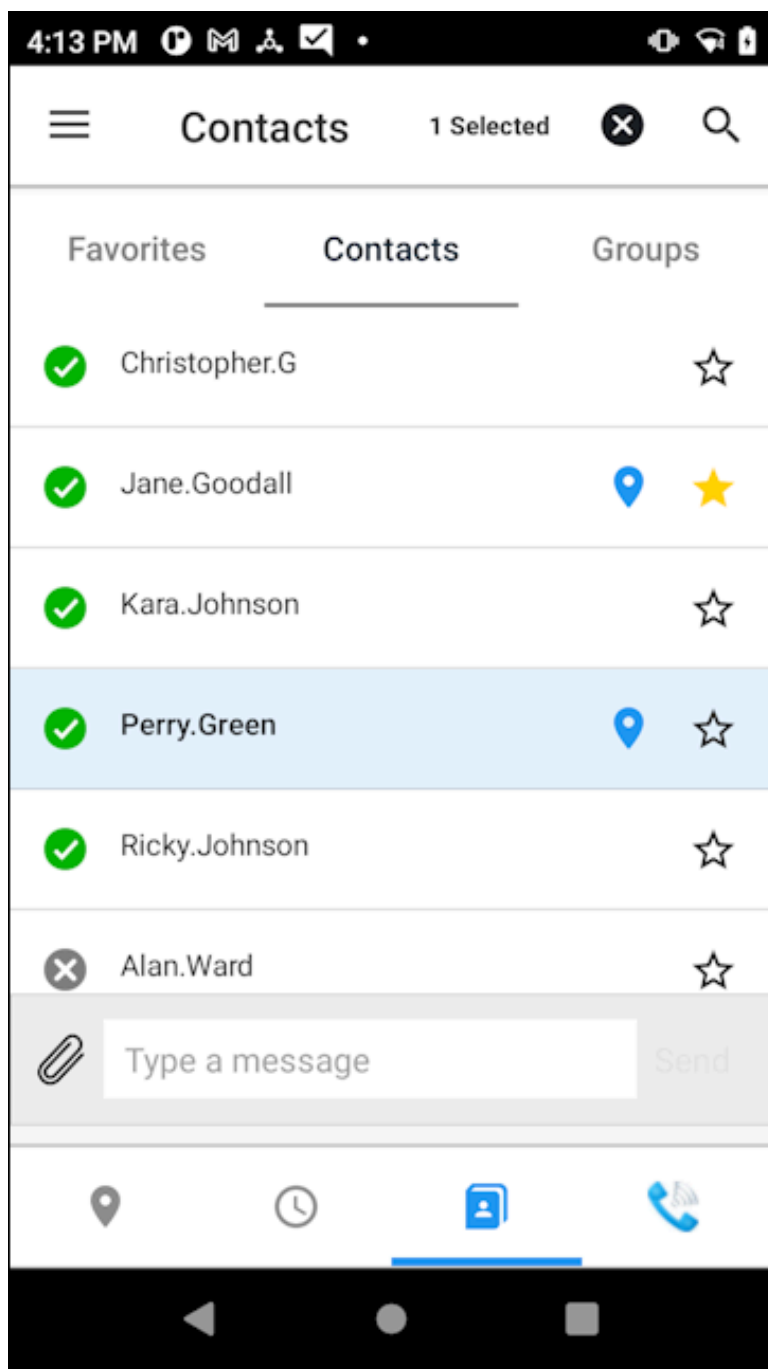 4:13 PM
Contacts 1 Selected
Favorites Contacts Groups
Christopher.G
Jane.Goodall
Kara.Johnson
Perry.Green
Ricky.Johnson
Alan.Ward
Type a message Send